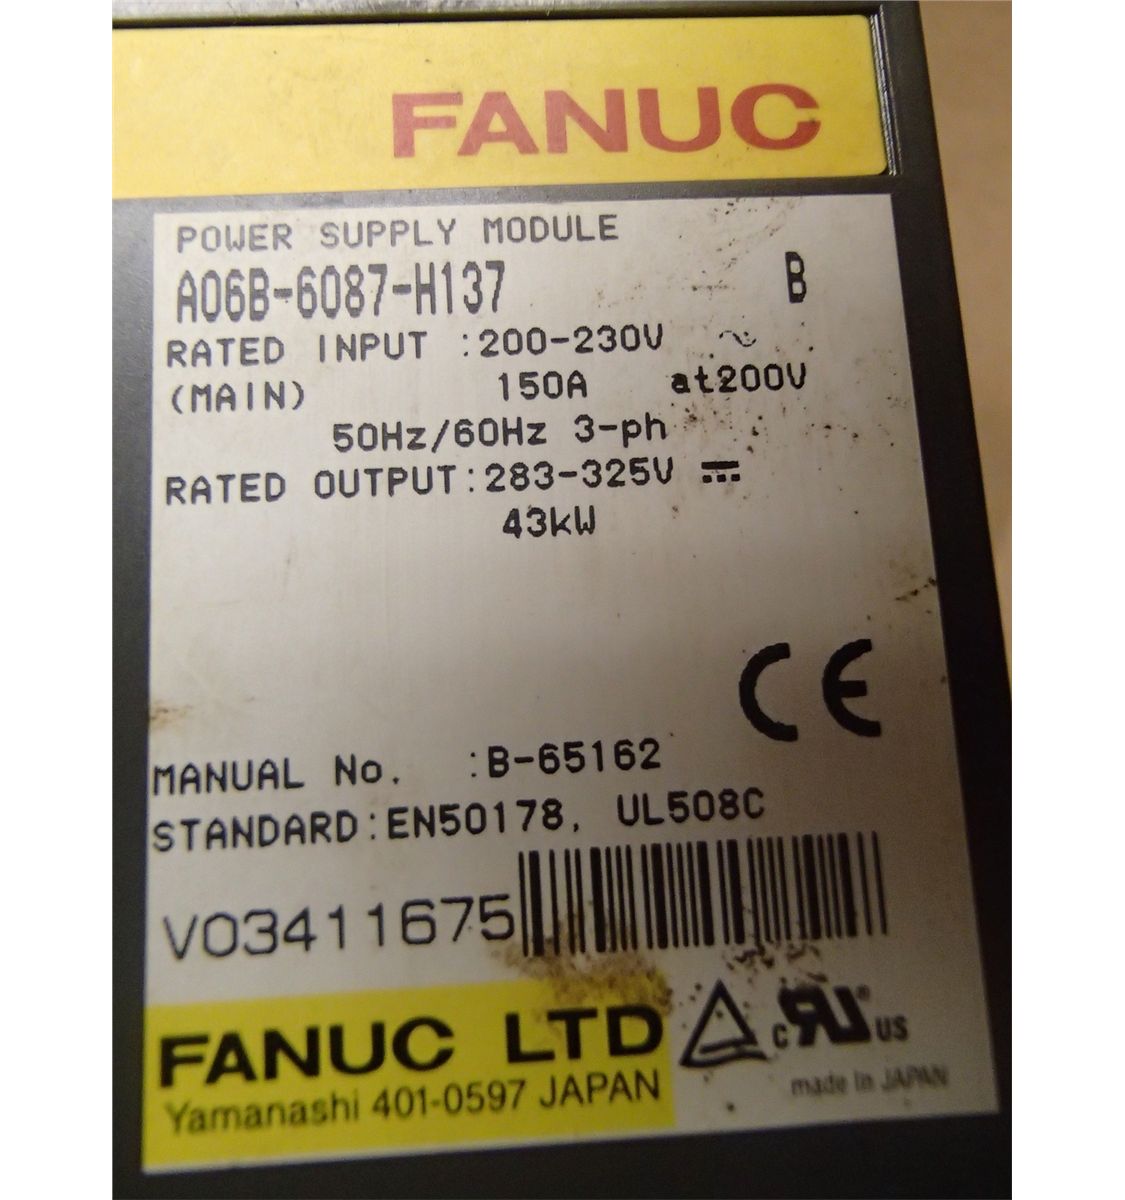 FANUC
POWER SUPPLY MODULE
A06B-6087-H137 B
RATED INPUT :200-230V ~
(MAIN) 150A at200V
50Hz/60Hz 3-ph
RATED OUTPUT:283-325V ⎓
43kW
CE
MANUAL No. :B-65162
STANDARD:EN50178, UL508C
V03411675
FANUC LTD
Yamanashi 401-0597 JAPAN
c RU ® US
made in JAPAN